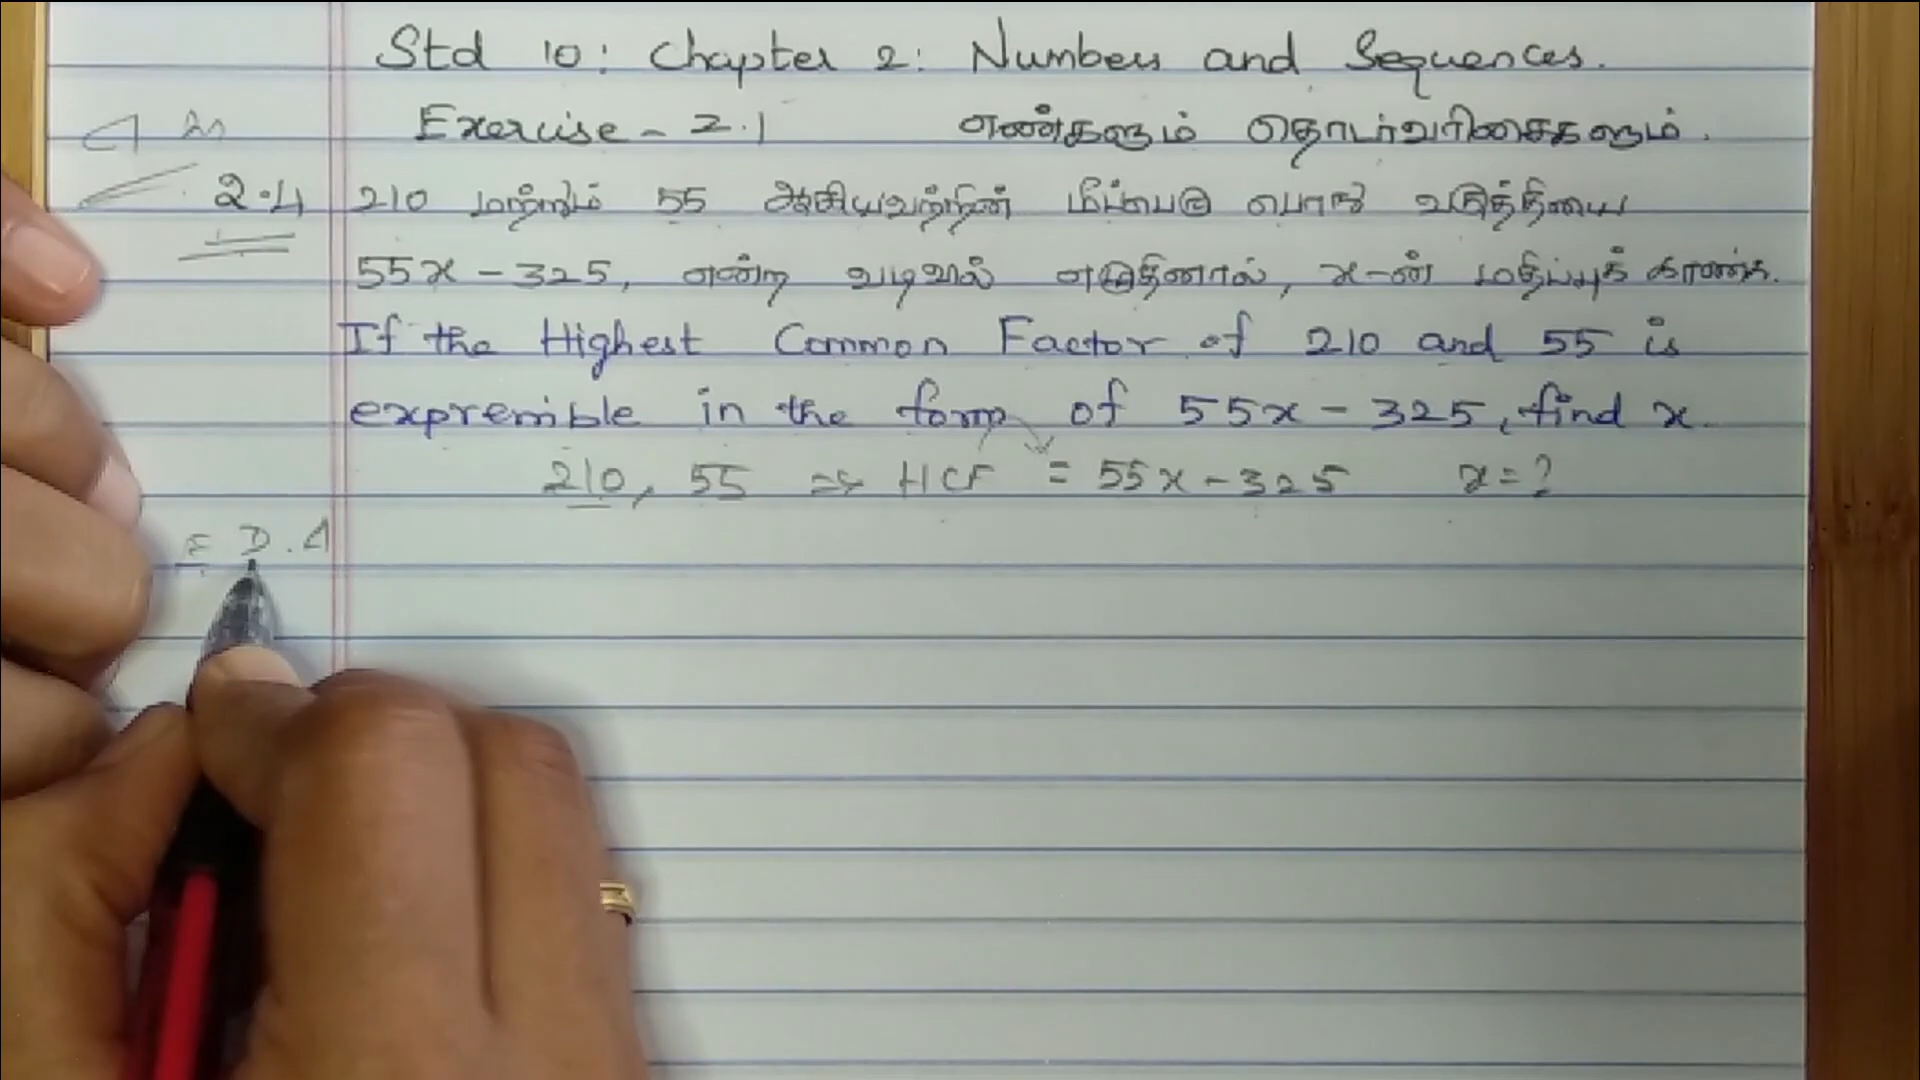 Std 10: Chapter 2: Numbers and Sequences.
Exercise - 2.1 எண்களும் தொடர்வரிசைகளும்.
2.4 210 மற்றும் 55 ஆகியவற்றின் மீப்பெரு பொது வகுத்தியை
55x - 325, என்ற வடிவில் எழுதினால், x-ன் மதிப்புக் காண்க.
If the Highest Common Factor of 210 and 55 is
expressible in the form of 55x - 325, find x.
210, 55 ⇒ HCF = 55x - 325 x = ?
E D. A